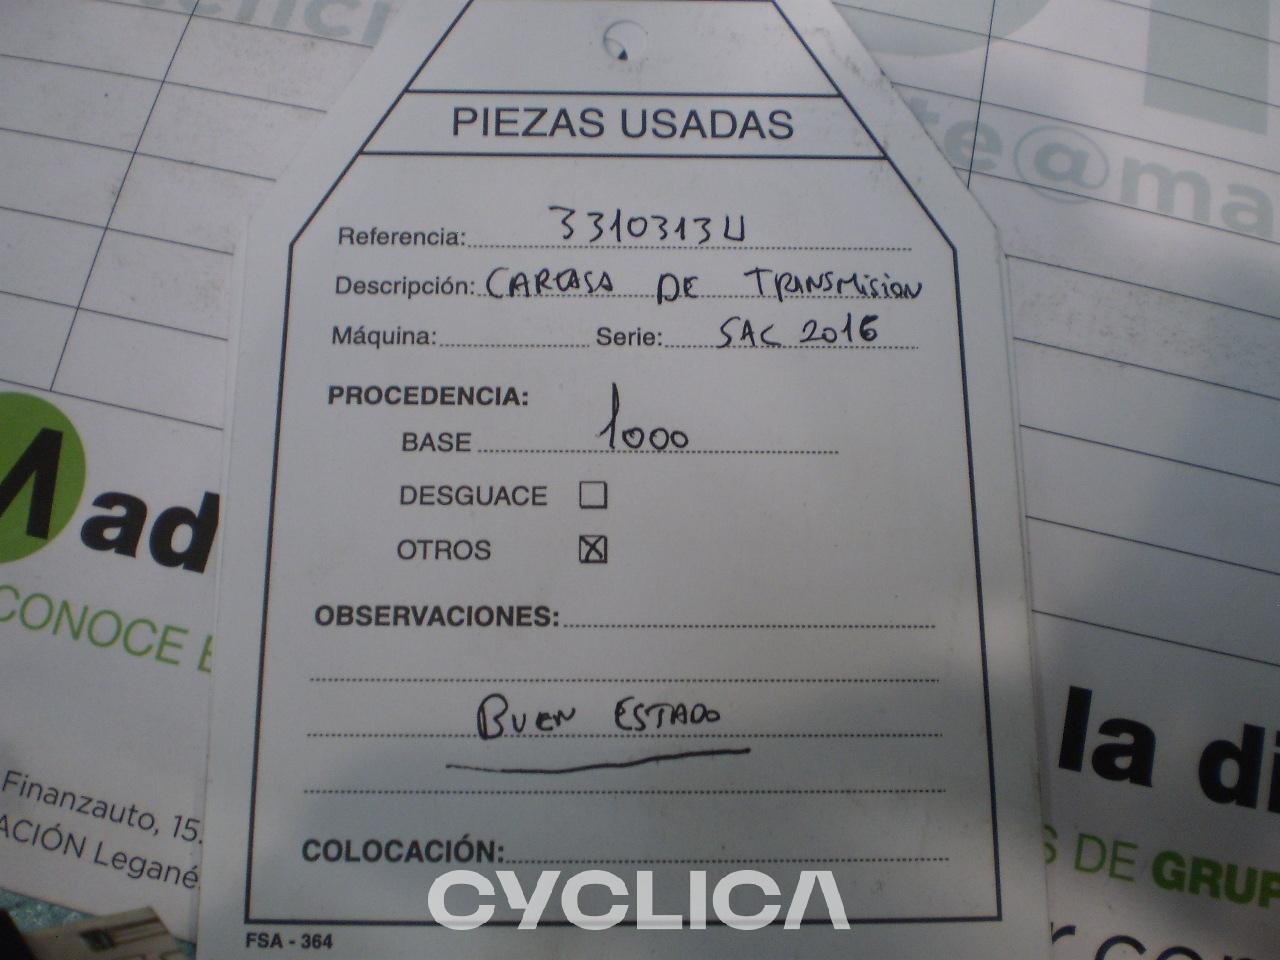 te@ma
PIEZAS USADAS
Referencia: 3310313U
Descripción: CARCASA DE TRANSMISION
Máquina: Serie: SAC 2016
PROCEDENCIA:
BASE 1000
DESGUACE
OTROS X
OBSERVACIONES:
BUEN ESTADO
COLOCACIÓN:
FSA - 364
CYCLICA
Mad
CONOCE E
Finanzauto, 15.
ACIÓN Legané
la di
S DE GRUP